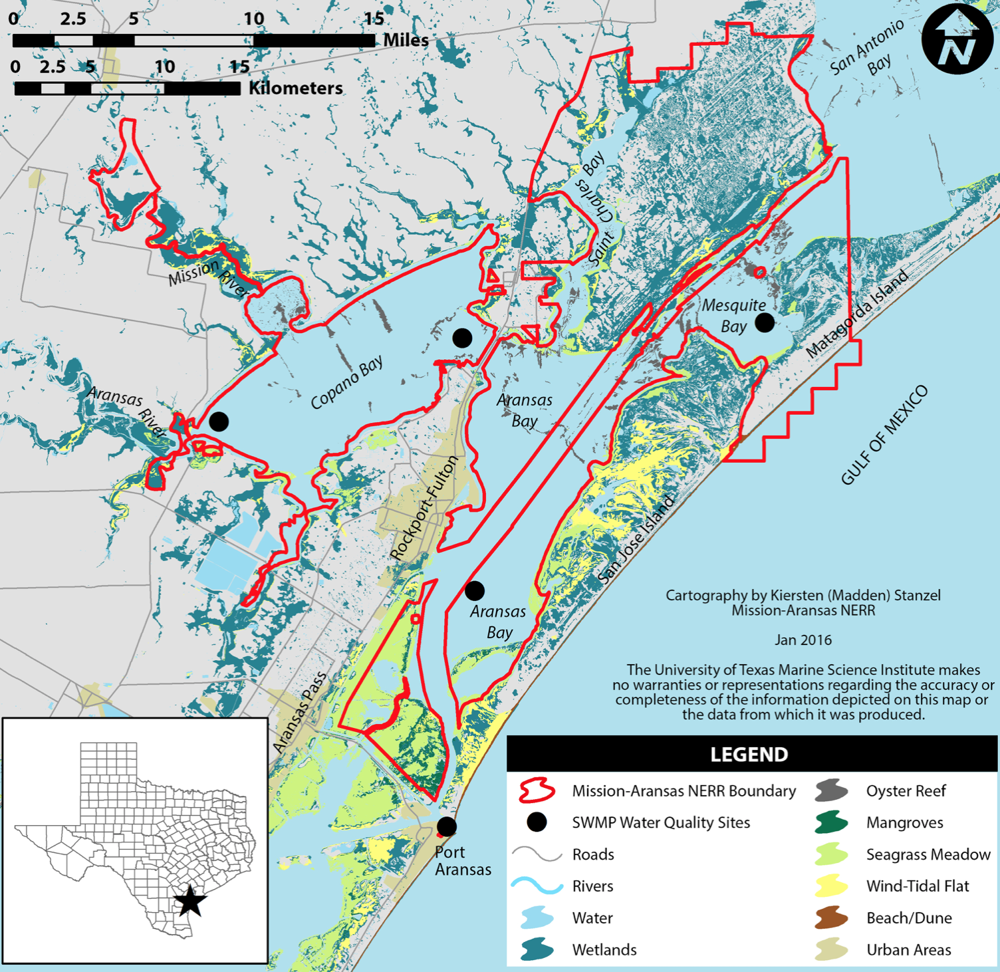 0 2.5 5 10 15
Miles
0 2.5 5 10 15
Kilometers
N
San Antonio
Bay
Saint Charles Bay
Mission
River
Mesquite
Bay
Matagorda Island
Copano Bay
Aransas
River
Aransas
Bay
GULF OF MEXICO
Rockport-Fulton
San Jose Island
Aransas
Bay
Aransas Pass
Port
Aransas
Cartography by Kiersten (Madden) Stanzel
Mission-Aransas NERR
Jan 2016
The University of Texas Marine Science Institute makes
no warranties or representations regarding the accuracy or
completeness of the information depicted on this map or
the data from which it was produced.
LEGEND
Mission-Aransas NERR Boundary
SWMP Water Quality Sites
Roads
Rivers
Water
Wetlands
Oyster Reef
Mangroves
Seagrass Meadow
Wind-Tidal Flat
Beach/Dune
Urban Areas